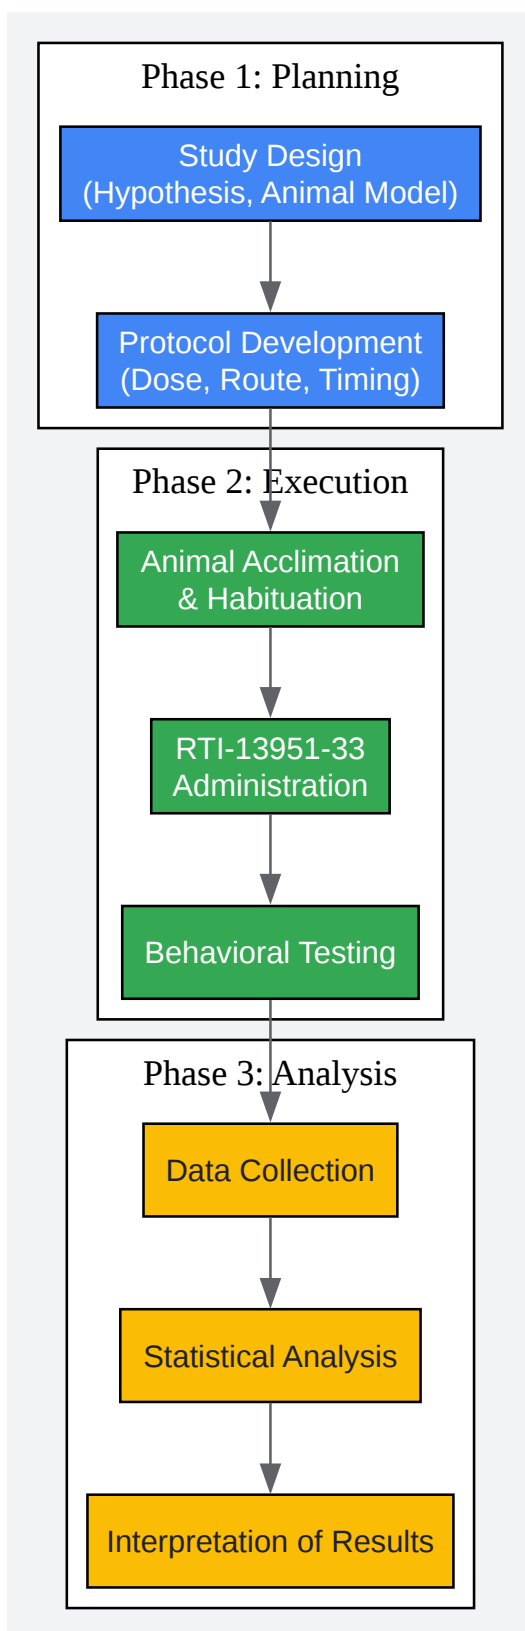 Phase 1: Planning
Study Design
(Hypothesis, Animal Model)
Protocol Development
(Dose, Route, Timing)
Phase 2: Execution
Animal Acclimation
& Habituation
RTI-13951-33
Administration
Behavioral Testing
Phase 3: Analysis
Data Collection
Statistical Analysis
Interpretation of Results